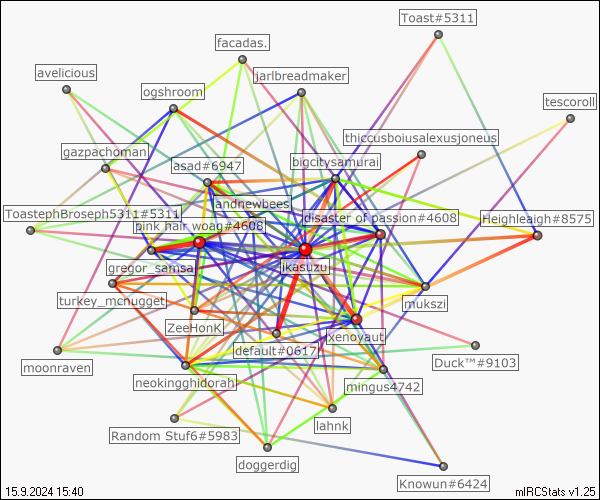 Toast#5311
facadas.
avelicious
jarlbreadmaker
ogshroom
tescoroll
thiccusboiusalexusjoneus
gazpachoman
bigcitysamurai
asad#6947
landnewbees
ToastephBroseph5311#5311
disaster of passion#4608
Heighleaigh#8575
pink hair woag#4608
gregor_samsa
jkasuzu
turkey_mcnugget
mukszi
ZeeHonK
xenoyaut
default#0617
moonraven
Duck™#9103
neokingghidorah
mingus4742
lahnk
Random Stuf6#5983
doggerdig
Knowun#6424
15.9.2024 15:40
mIRCStats v1.25